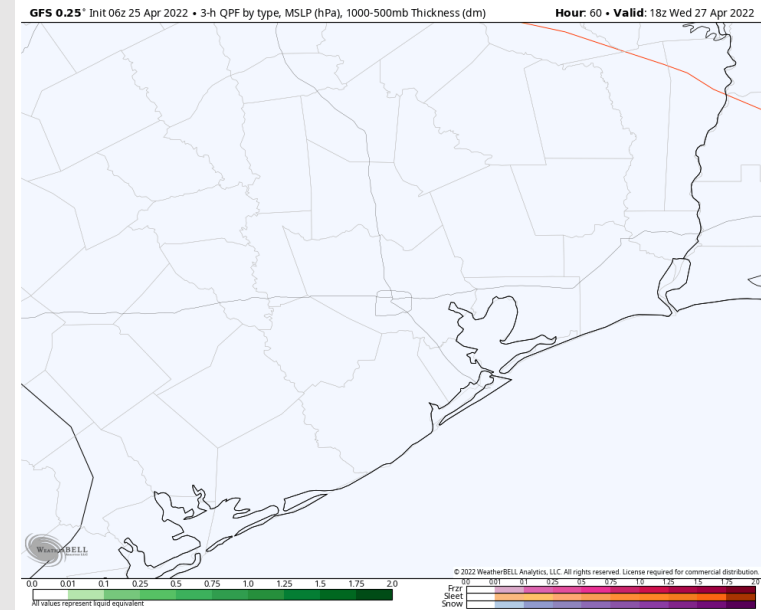 GFS 0.25° Init 06z 25 Apr 2022 • 3-h QPF by type, MSLP (hPa), 1000-500mb Thickness (dm)
Hour: 60 • Valid: 18z Wed 27 Apr 2022
WEATHERBELL
© 2022 WeatherBELL Analytics, LLC. All rights reserved. License required for commercial distribution.
0.0 0.01 0.1 0.25 0.5 0.75 1.0 1.25 1.5 1.75 2.0
All values represent liquid equivalent
0.0 0.01 0.1 0.25 0.5 0.75 1.0 1.25 1.5 1.75 2.0
Frzr
Sleet
Snow